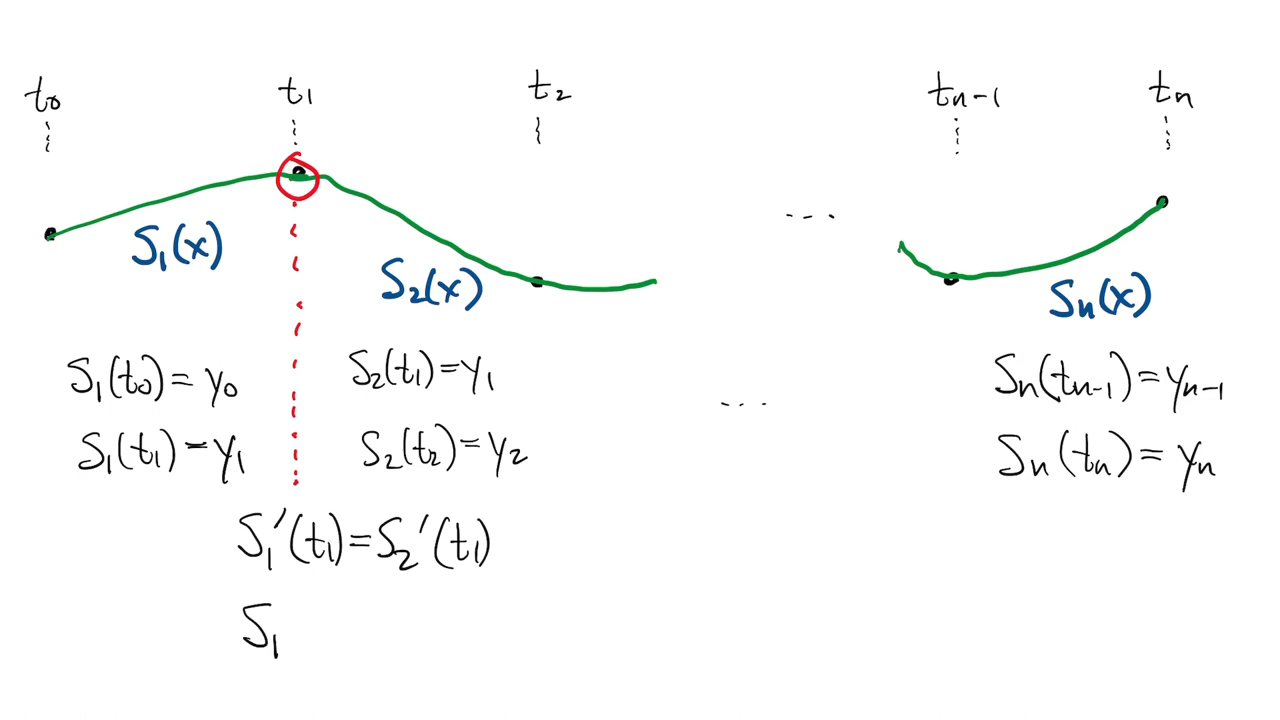 t₀ t₁ t₂ tₙ₋₁ tₙ
S₁(x) S₂(x) ... Sₙ(x)
S₁(t₀) = y₀ S₂(t₁) = y₁ ... Sₙ(tₙ₋₁) = yₙ₋₁
S₁(t₁) = y₁ S₂(t₂) = y₂ Sₙ(tₙ) = yₙ
S₁′(t₁) = S₂′(t₁)
S₁